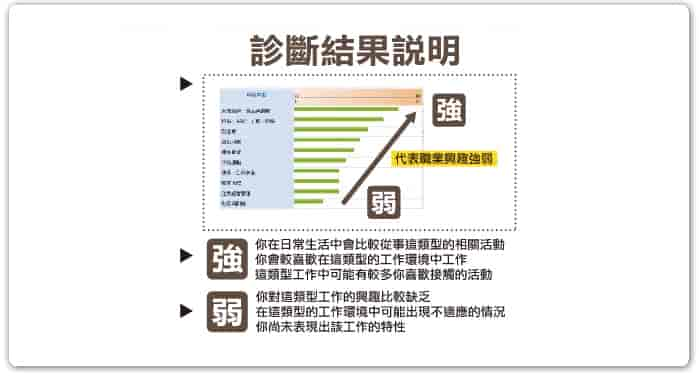 診斷結果説明
強
代表職業興趣強弱
弱
強
你在日常生活中會比較從事這類型的相關活動
你會較喜歡在這類型的工作環境中工作
這類型工作中可能有較多你喜歡接觸的活動
弱
你對這類型工作的興趣比較缺乏
在這類型的工作環境中可能出現不適應的情況
你尚未表現出該工作的特性